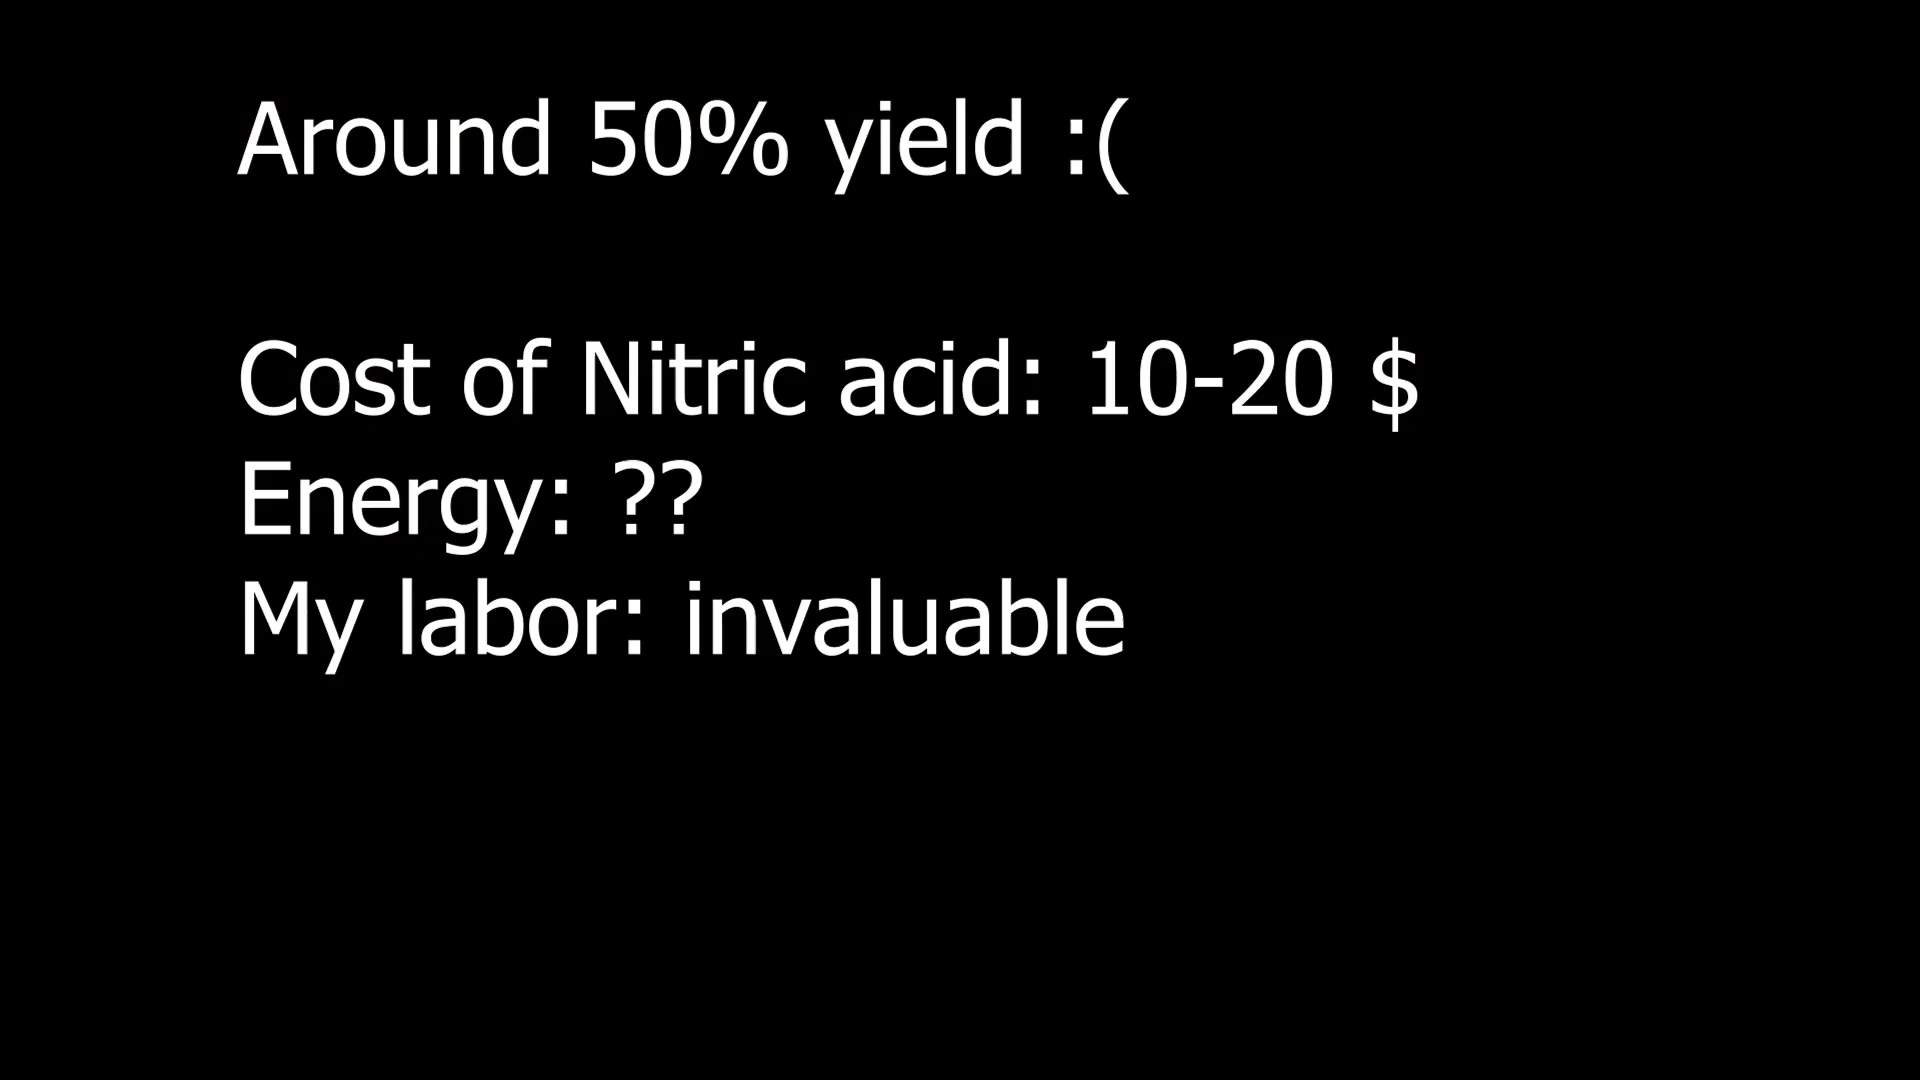 Around 50% yield :(
Cost of Nitric acid: 10-20 $
Energy: ??
My labor: invaluable